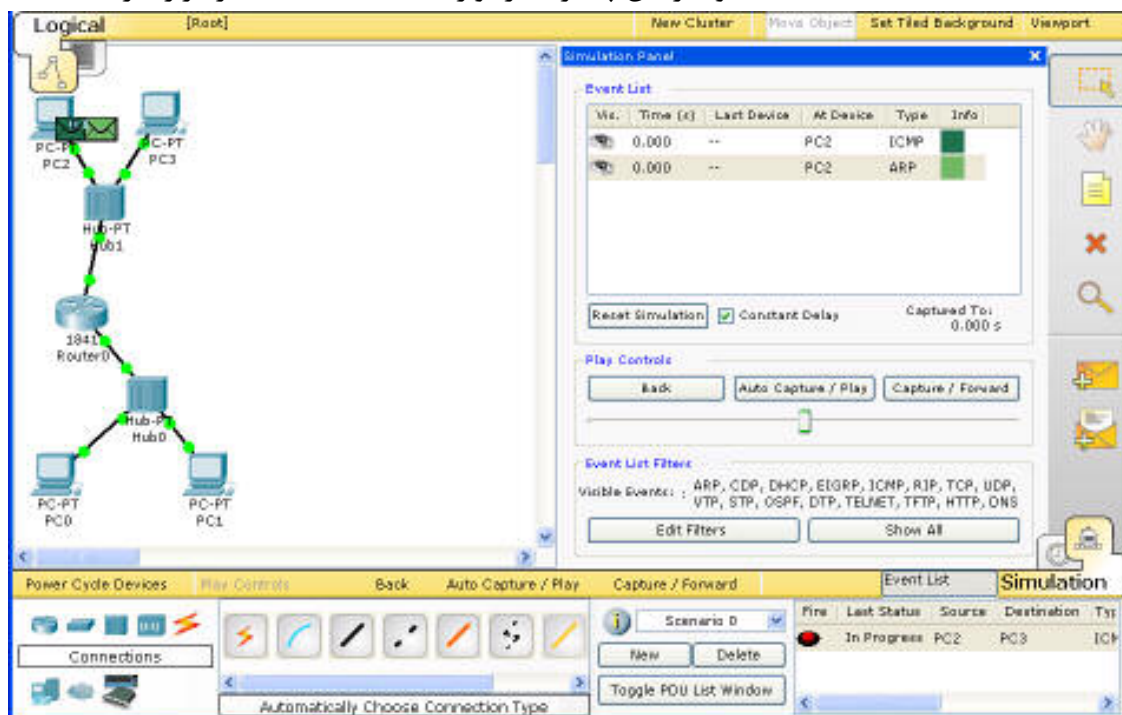 Logical [Root] New Cluster Move Object Set Tiled Background Viewport
Simulation Panel
Event List
Vis. Time (s) Last Device At Device Type Info
0.000 -- PC2 ICMP
0.000 -- PC2 ARP
Reset Simulation Constant Delay Captured To:
0.000 s
Play Controls
Back Auto Capture / Play Capture / Forward
Event List Filters
Visible Events: : ARP, CDP, DHCP, EIGRP, ICMP, RIP, TCP, UDP,
VTP, STP, OSPF, DTP, TELNET, TFTP, HTTP, DNS
Edit Filters Show All
PC-PT
PC2
PC-PT
PC3
Hub-PT
Hub1
1841
Router0
Hub-PT
Hub0
PC-PT
PC0
PC-PT
PC1
Power Cycle Devices Play Controls Back Auto Capture / Play Capture / Forward Event List Simulation
Connections
Automatically Choose Connection Type
Scenario 0
New Delete
Toggle PDU List Window
Fire Last Status Source Destination
In Progress PC2 PC3